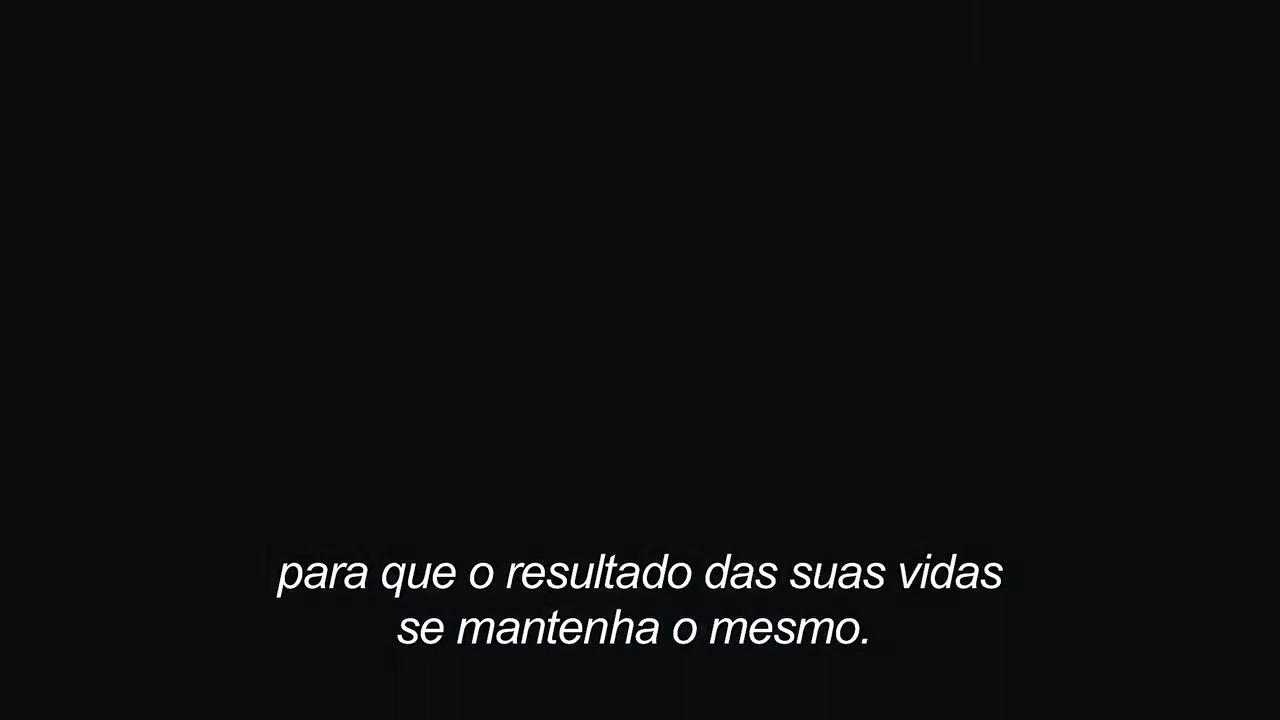 para que o resultado das suas vidas
se mantenha o mesmo.